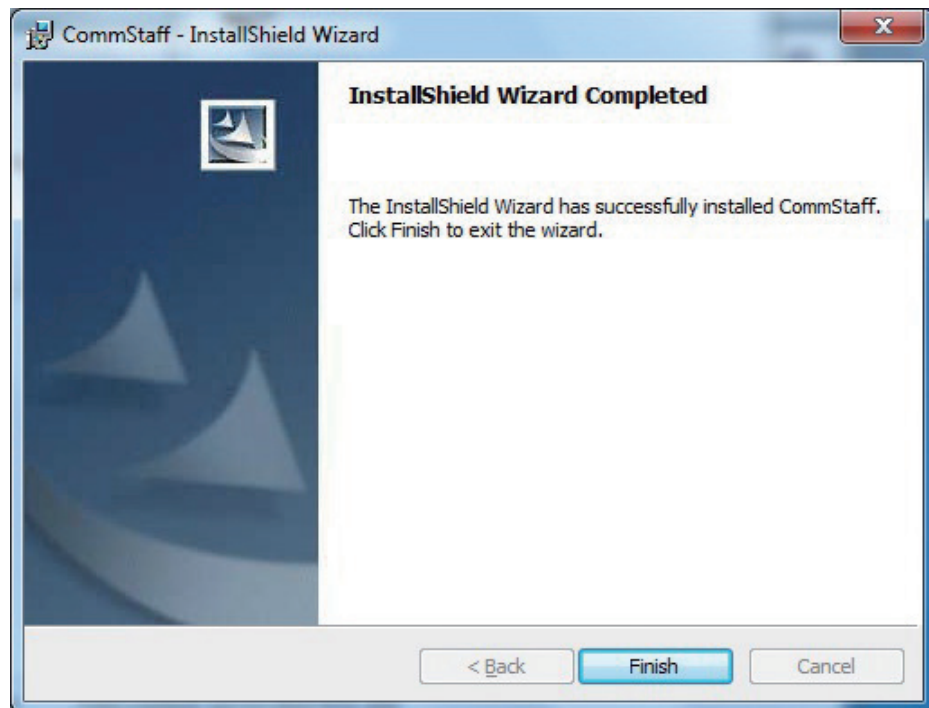 CommStaff - InstallShield Wizard
InstallShield Wizard Completed
The InstallShield Wizard has successfully installed CommStaff.
Click Finish to exit the wizard.
< Back Finish Cancel